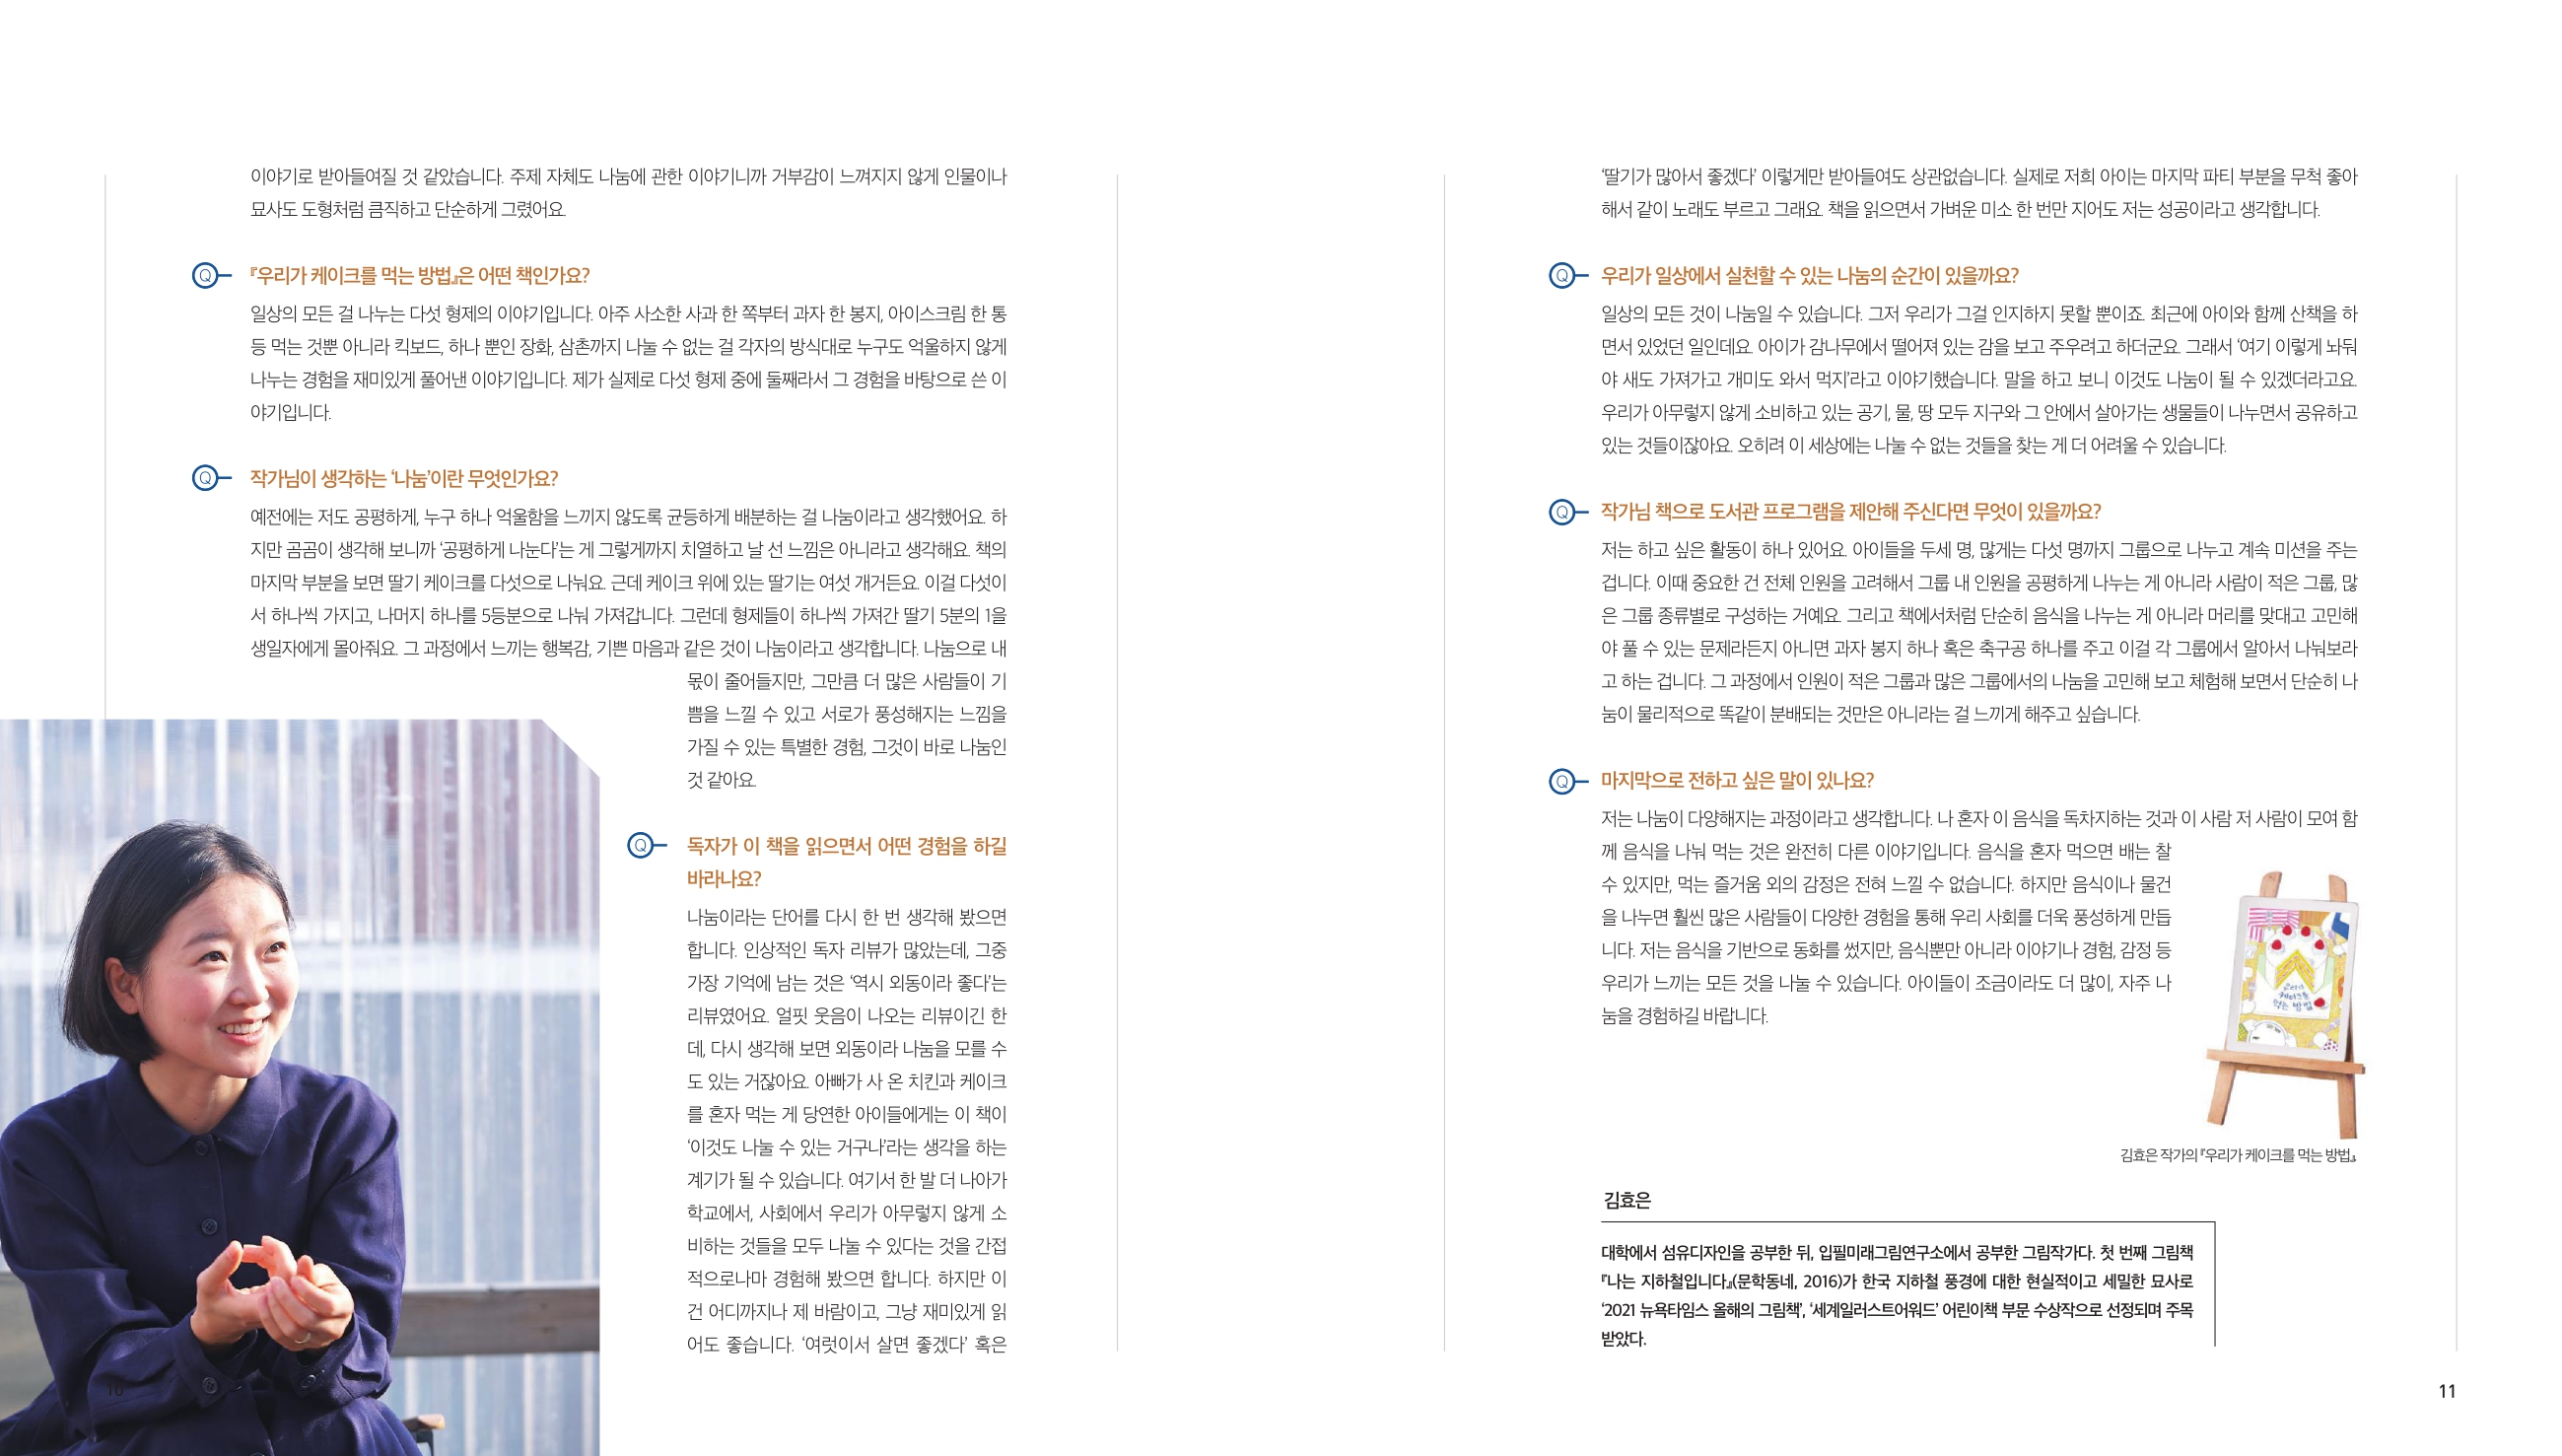 이야기로 받아들여질 것 같았습니다. 주제 자체도 나눔에 관한 이야기니까 거부감이 느껴지지 않게 인물이나
묘사도 도형처럼 큼직하고 단순하게 그렸어요.
Q
『우리가 케이크를 먹는 방법』은 어떤 책인가요?
일상의 모든 걸 나누는 다섯 형제의 이야기입니다. 아주 사소한 사과 한 쪽부터 과자 한 봉지, 아이스크림 한 통
등 먹는 것뿐 아니라 킥보드, 하나 뿐인 장화, 삼촌까지 나눌 수 없는 걸 각자의 방식대로 누구도 억울하지 않게
나누는 경험을 재미있게 풀어낸 이야기입니다. 제가 실제로 다섯 형제 중에 둘째라서 그 경험을 바탕으로 쓴 이
야기입니다.
Q
작가님이 생각하는 ‘나눔’이란 무엇인가요?
예전에는 저도 공평하게, 누구 하나 억울함을 느끼지 않도록 균등하게 배분하는 걸 나눔이라고 생각했어요. 하
지만 곰곰이 생각해 보니까 ‘공평하게 나눈다’는 게 그렇게까지 치열하고 날 선 느낌은 아니라고 생각해요. 책의
마지막 부분을 보면 딸기 케이크를 다섯으로 나눠요. 근데 케이크 위에 있는 딸기는 여섯 개거든요. 이걸 다섯이
서 하나씩 가지고, 나머지 하나를 5등분으로 나눠 가져갑니다. 그런데 형제들이 하나씩 가져간 딸기 5분의 1을
생일자에게 몰아줘요. 그 과정에서 느끼는 행복감, 기쁜 마음과 같은 것이 나눔이라고 생각합니다. 나눔으로 내
몫이 줄어들지만, 그만큼 더 많은 사람들이 기
쁨을 느낄 수 있고 서로가 풍성해지는 느낌을
가질 수 있는 특별한 경험, 그것이 바로 나눔인
것 같아요.
Q
독자가 이 책을 읽으면서 어떤 경험을 하길
바라나요?
나눔이라는 단어를 다시 한 번 생각해 봤으면
합니다. 인상적인 독자 리뷰가 많았는데, 그중
가장 기억에 남는 것은 ‘역시 외동이라 좋다’는
리뷰였어요. 얼핏 웃음이 나오는 리뷰이긴 한
데, 다시 생각해 보면 외동이라 나눔을 모를 수
도 있는 거잖아요. 아빠가 사 온 치킨과 케이크
를 혼자 먹는 게 당연한 아이들에게는 이 책이
‘이것도 나눌 수 있는 거구나’라는 생각을 하는
계기가 될 수 있습니다. 여기서 한 발 더 나아가
학교에서, 사회에서 우리가 아무렇지 않게 소
비하는 것들을 모두 나눌 수 있다는 것을 간접
적으로나마 경험해 봤으면 합니다. 하지만 이
건 어디까지나 제 바람이고, 그냥 재미있게 읽
어도 좋습니다. ‘여럿이서 살면 좋겠다’ 혹은
10
‘딸기가 많아서 좋겠다’ 이렇게만 받아들여도 상관없습니다. 실제로 저희 아이는 마지막 파티 부분을 무척 좋아
해서 같이 노래도 부르고 그래요. 책을 읽으면서 가벼운 미소 한 번만 지어도 저는 성공이라고 생각합니다.
Q
우리가 일상에서 실천할 수 있는 나눔의 순간이 있을까요?
일상의 모든 것이 나눔일 수 있습니다. 그저 우리가 그걸 인지하지 못할 뿐이죠. 최근에 아이와 함께 산책을 하
면서 있었던 일인데요. 아이가 감나무에서 떨어져 있는 감을 보고 주우려고 하더군요. 그래서 ‘여기 이렇게 놔둬
야 새도 가져가고 개미도 와서 먹지’라고 이야기했습니다. 말을 하고 보니 이것도 나눔이 될 수 있겠더라고요.
우리가 아무렇지 않게 소비하고 있는 공기, 물, 땅 모두 지구와 그 안에서 살아가는 생물들이 나누면서 공유하고
있는 것들이잖아요. 오히려 이 세상에는 나눌 수 없는 것들을 찾는 게 더 어려울 수 있습니다.
Q
작가님 책으로 도서관 프로그램을 제안해 주신다면 무엇이 있을까요?
저는 하고 싶은 활동이 하나 있어요. 아이들을 두세 명, 많게는 다섯 명까지 그룹으로 나누고 계속 미션을 주는
겁니다. 이때 중요한 건 전체 인원을 고려해서 그룹 내 인원을 공평하게 나누는 게 아니라 사람이 적은 그룹, 많
은 그룹 종류별로 구성하는 거예요. 그리고 책에서처럼 단순히 음식을 나누는 게 아니라 머리를 맞대고 고민해
야 풀 수 있는 문제라든지 아니면 과자 봉지 하나 혹은 축구공 하나를 주고 이걸 각 그룹에서 알아서 나눠보라
고 하는 겁니다. 그 과정에서 인원이 적은 그룹과 많은 그룹에서의 나눔을 고민해 보고 체험해 보면서 단순히 나
눔이 물리적으로 똑같이 분배되는 것만은 아니라는 걸 느끼게 해주고 싶습니다.
Q
마지막으로 전하고 싶은 말이 있나요?
저는 나눔이 다양해지는 과정이라고 생각합니다. 나 혼자 이 음식을 독차지하는 것과 이 사람 저 사람이 모여 함
께 음식을 나눠 먹는 것은 완전히 다른 이야기입니다. 음식을 혼자 먹으면 배는 찰
수 있지만, 먹는 즐거움 외의 감정은 전혀 느낄 수 없습니다. 하지만 음식이나 물건
을 나누면 훨씬 많은 사람들이 다양한 경험을 통해 우리 사회를 더욱 풍성하게 만듭
니다. 저는 음식을 기반으로 동화를 썼지만, 음식뿐만 아니라 이야기나 경험, 감정 등
우리가 느끼는 모든 것을 나눌 수 있습니다. 아이들이 조금이라도 더 많이, 자주 나
눔을 경험하길 바랍니다.
우리가
케이크를
먹는 방법
김효은 작가의 『우리가 케이크를 먹는 방법』
김효은
대학에서 섬유디자인을 공부한 뒤, 입필미래그림연구소에서 공부한 그림작가다. 첫 번째 그림책
『나는 지하철입니다』(문학동네, 2016)가 한국 지하철 풍경에 대한 현실적이고 세밀한 묘사로
‘2021 뉴욕타임스 올해의 그림책’, ‘세계일러스트어워드’ 어린이책 부문 수상작으로 선정되며 주목
받았다.
11